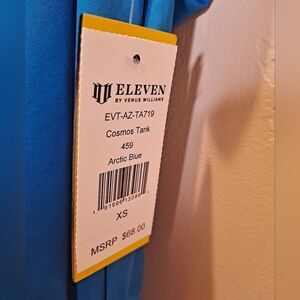 ELEVEN
BY VENUS WILLIAMS
EVT-AZ-TA719
Cosmos Tank
459
Arctic Blue
XS
MSRP $68.00